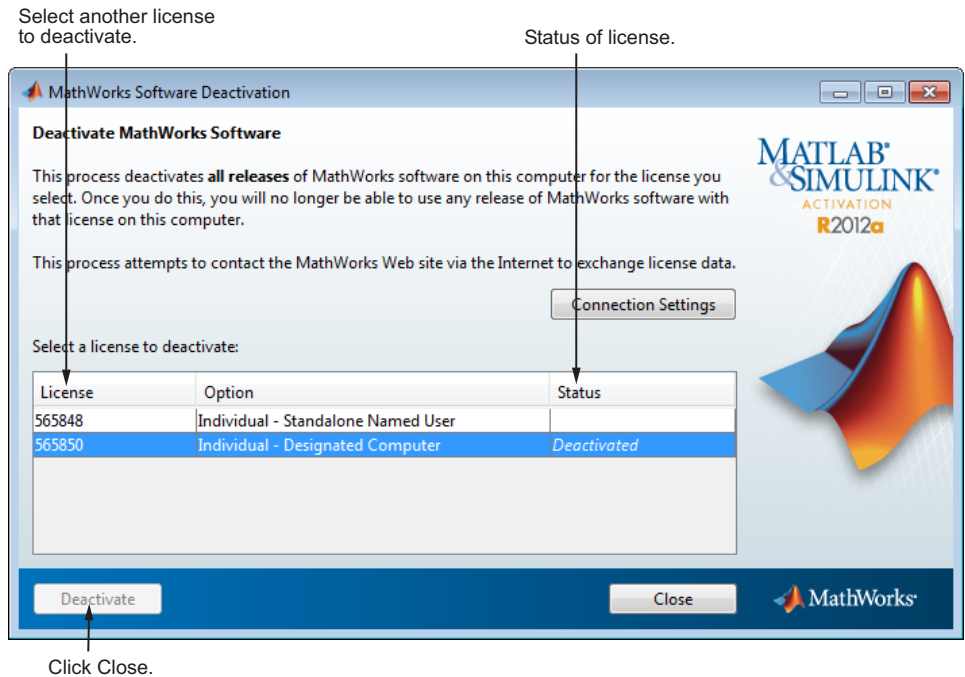 Select another license
to deactivate.
Status of license.
MathWorks Software Deactivation
Deactivate MathWorks Software
This process deactivates all releases of MathWorks software on this computer for the license you
select. Once you do this, you will no longer be able to use any release of MathWorks software with
that license on this computer.
This process attempts to contact the MathWorks Web site via the Internet to exchange license data.
MATLAB®
&SIMULINK®
ACTIVATION
R2012a
Connection Settings
Select a license to deactivate:
License Option Status
565848 Individual - Standalone Named User
565850 Individual - Designated Computer Deactivated
Deactivate Close MathWorks®
Click Close.